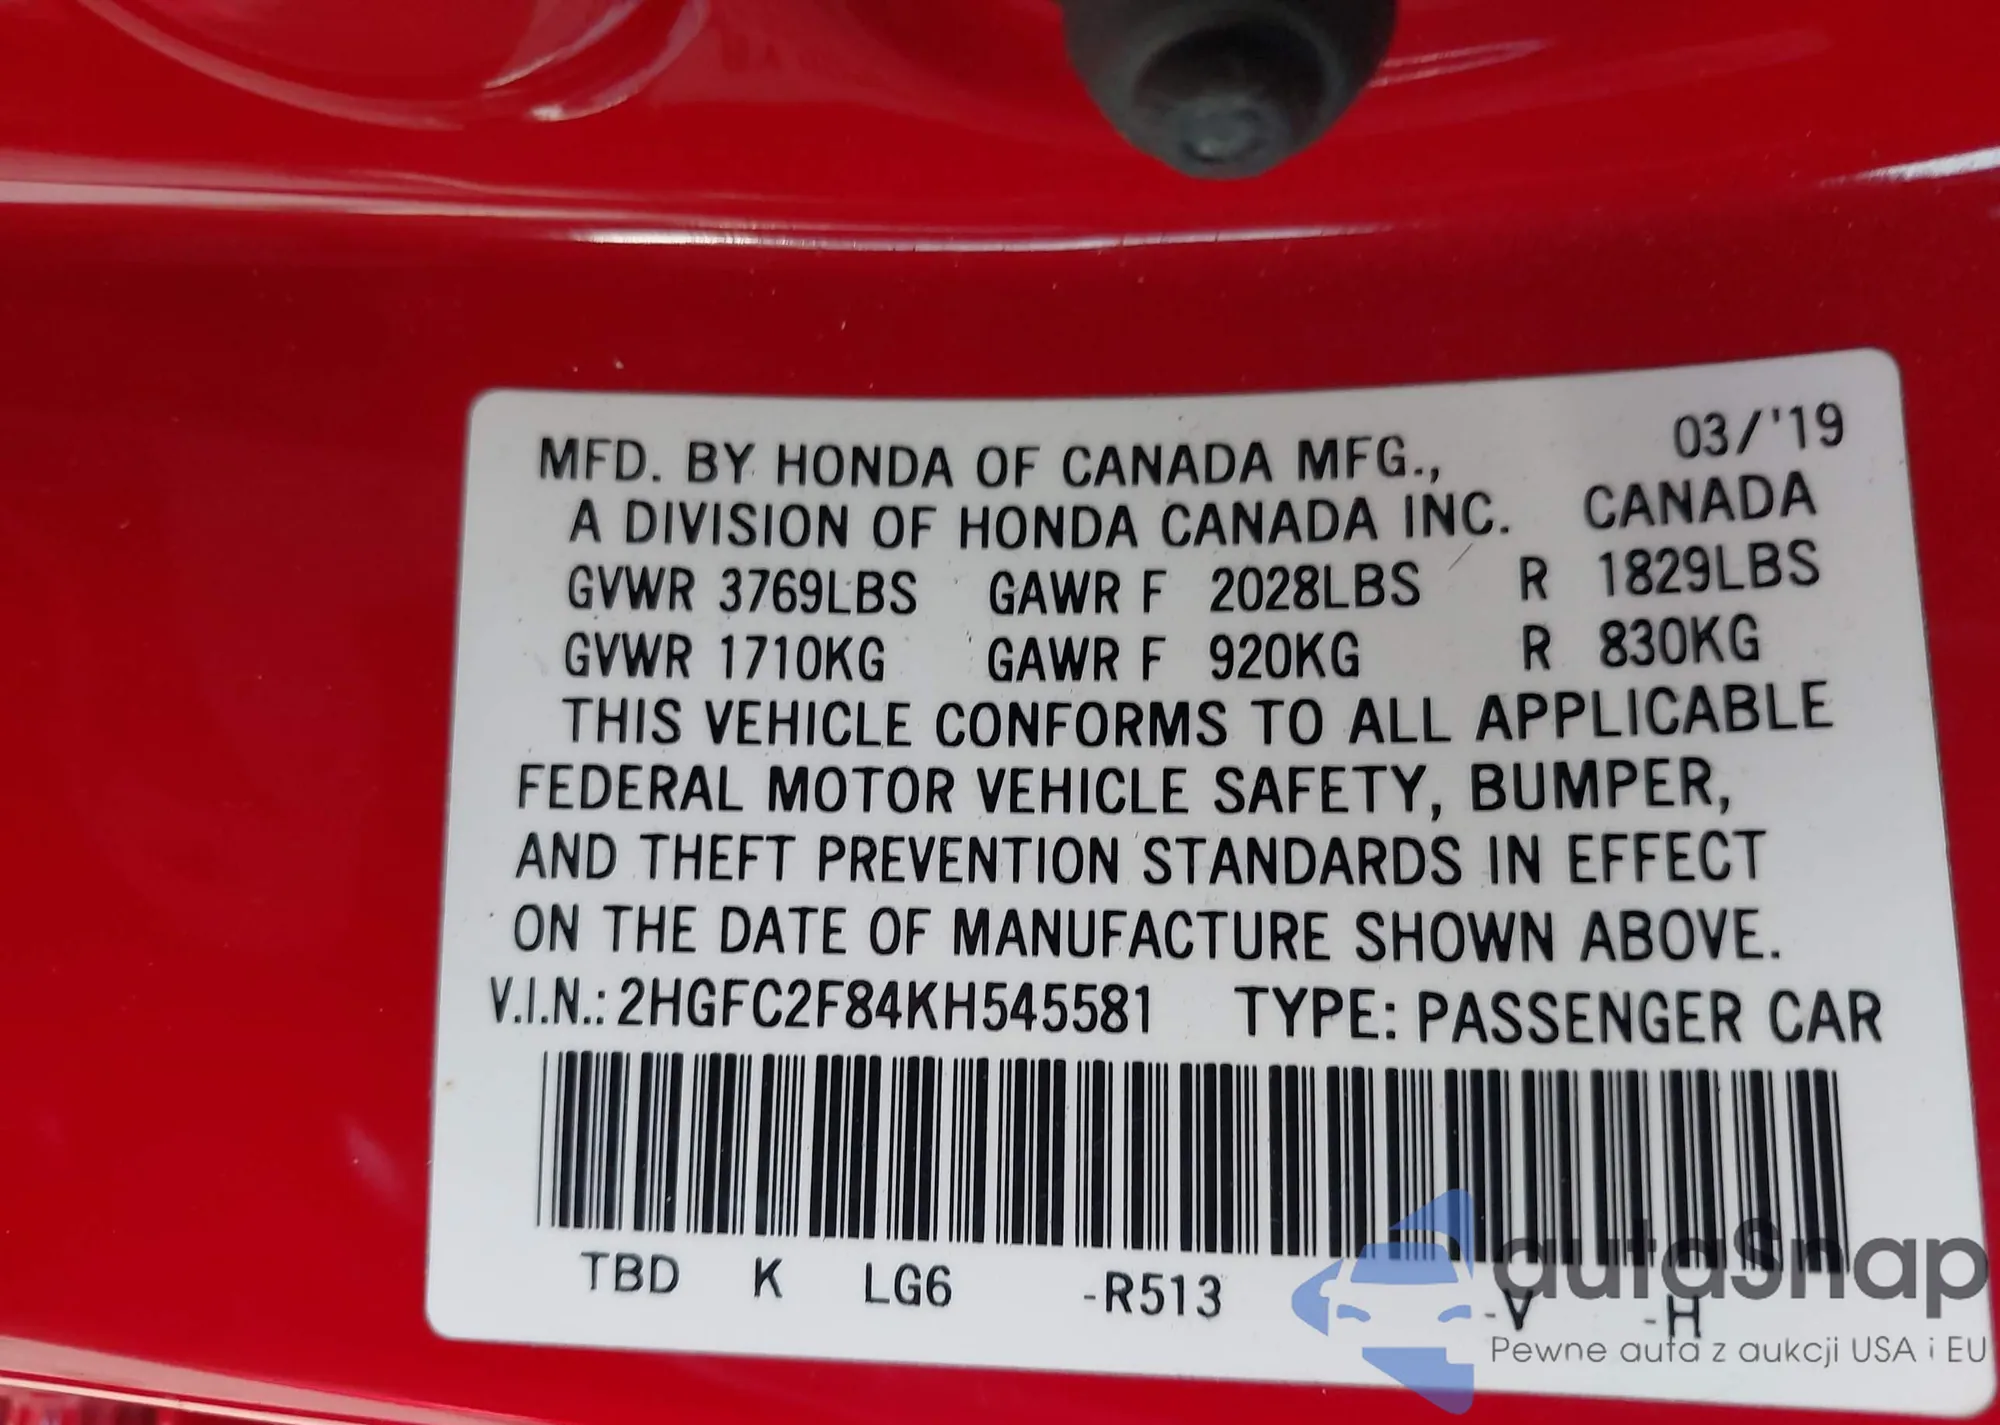 MFD. BY HONDA OF CANADA MFG., 03/'19
A DIVISION OF HONDA CANADA INC. CANADA
GVWR 3769LBS GAWR F 2028LBS R 1829LBS
GVWR 1710KG GAWR F 920KG R 830KG
THIS VEHICLE CONFORMS TO ALL APPLICABLE
FEDERAL MOTOR VEHICLE SAFETY, BUMPER,
AND THEFT PREVENTION STANDARDS IN EFFECT
ON THE DATE OF MANUFACTURE SHOWN ABOVE.
V.I.N.: 2HGFC2F84KH545581 TYPE: PASSENGER CAR
TBD K LG6 -R513 -V -H
autaSnap
Pewne auta z aukcji USA i EU